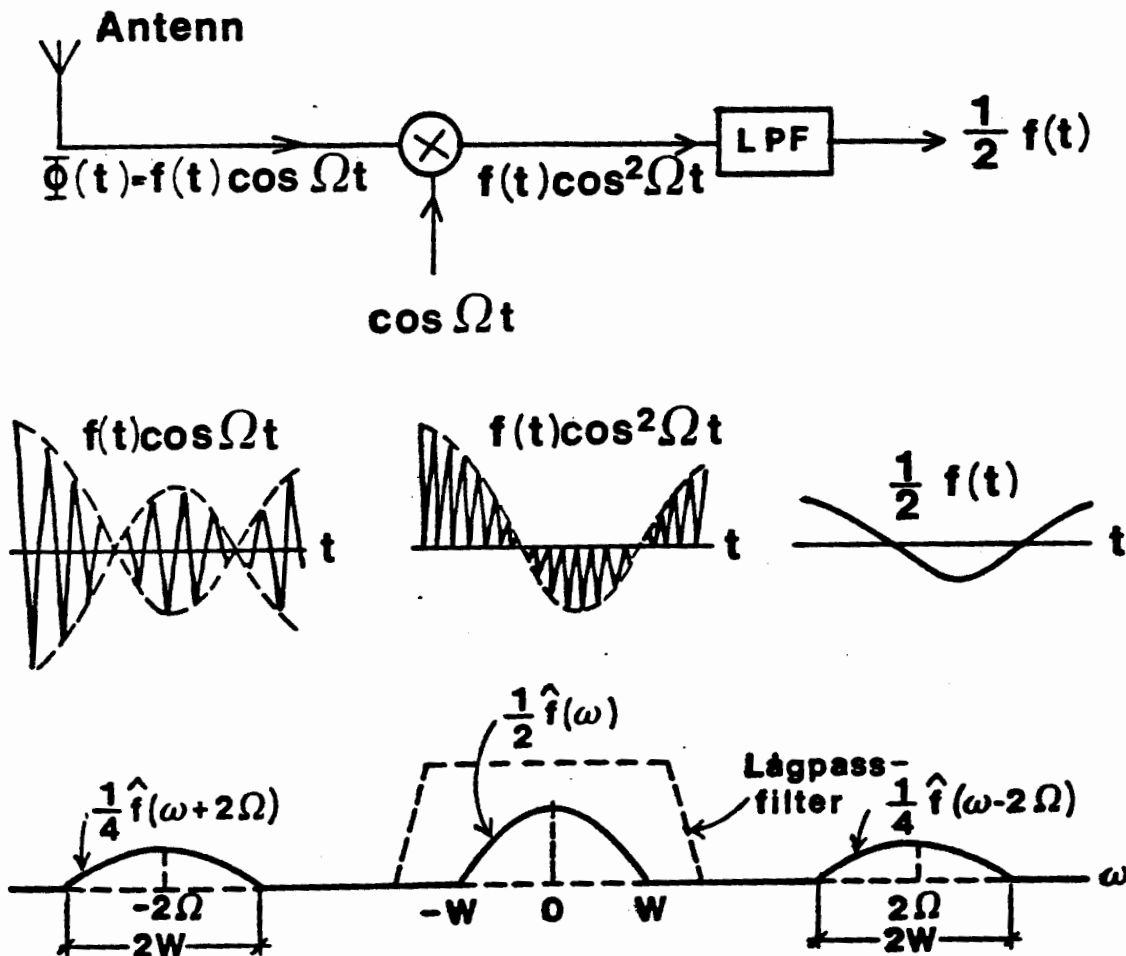 Antenn
Φ(t)=f(t)cos Ωt
f(t)cos²Ωt
LPF
½ f(t)
cos Ωt
f(t)cosΩt
f(t)cos²Ωt
½ f(t)
t
t
t
¼ f̂(ω+2Ω)
½ f̂(ω)
Lågpass-
filter
¼ f̂(ω-2Ω)
-2Ω
-W
0
W
2Ω
ω
2W
2W